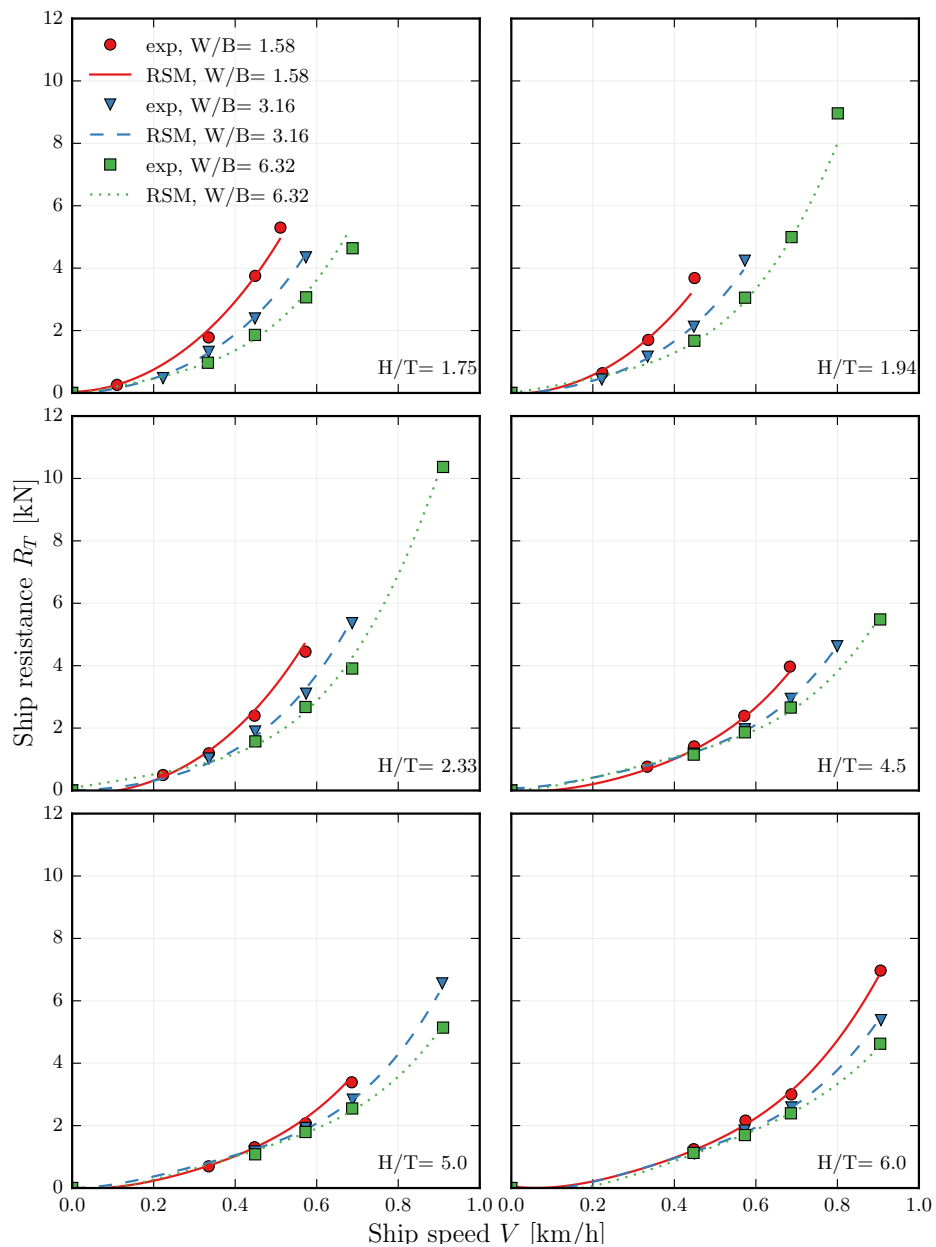 12
10
8
6
4
2
0
exp, W/B= 1.58
RSM, W/B= 1.58
exp, W/B= 3.16
RSM, W/B= 3.16
exp, W/B= 6.32
RSM, W/B= 6.32
H/T= 1.75
H/T= 1.94
Ship resistance R_T [kN]
12
10
8
6
4
2
0
H/T= 2.33
H/T= 4.5
12
10
8
6
4
2
0
H/T= 5.0
H/T= 6.0
0.0 0.2 0.4 0.6 0.8 1.0 0.0 0.2 0.4 0.6 0.8 1.0
Ship speed V [km/h]